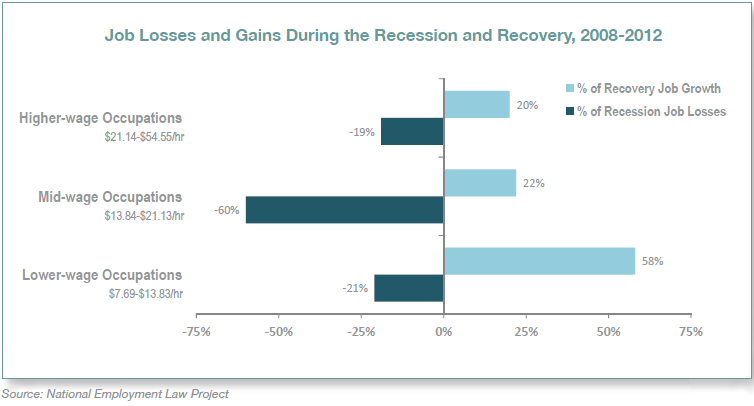 Job Losses and Gains During the Recession and Recovery, 2008-2012
% of Recovery Job Growth
% of Recession Job Losses
Higher-wage Occupations
$21.14-$54.55/hr
20%
-19%
Mid-wage Occupations
$13.84-$21.13/hr
22%
-60%
Lower-wage Occupations
$7.69-$13.83/hr
58%
-21%
-75% -50% -25% 0% 25% 50% 75%
Source: National Employment Law Project